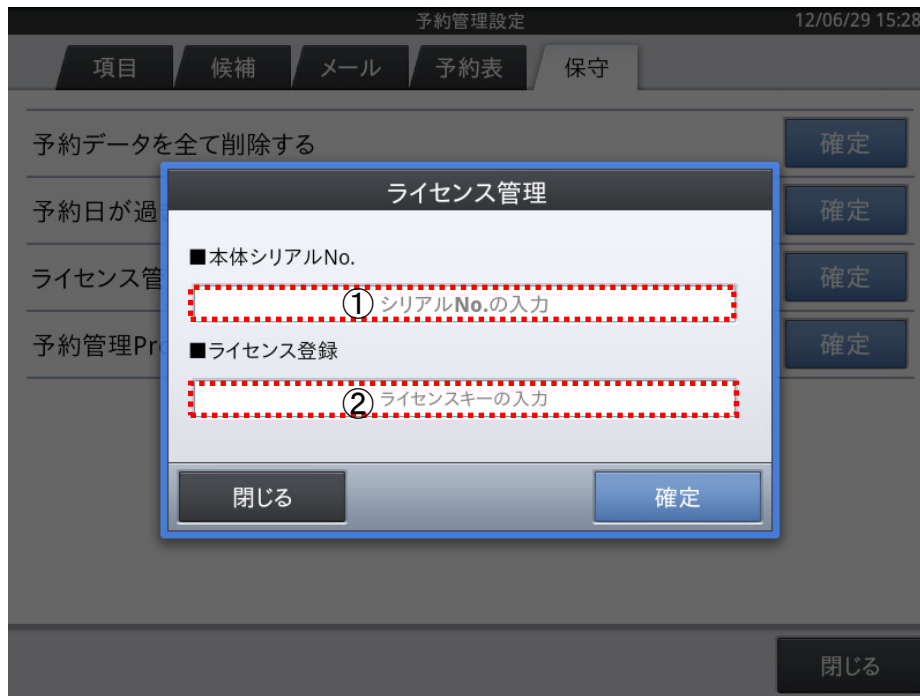 予約管理設定 12/06/29 15:28
項目 候補 メール 予約表 保守
予約データを全て削除する 確定
ライセンス管理
予約日が過 確定
■本体シリアルNo.
ライセンス管 確定
① シリアルNo.の入力
予約管理Pro 確定
■ライセンス登録
② ライセンスキーの入力
閉じる 確定
閉じる